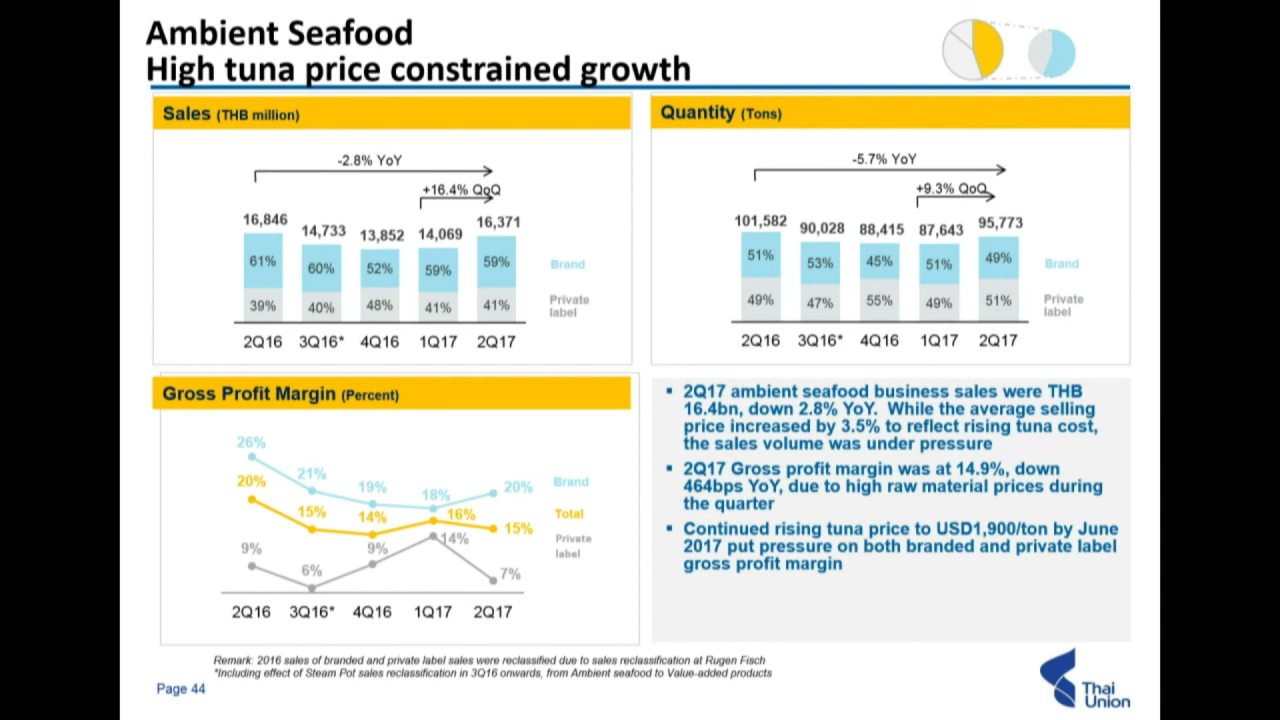 Ambient Seafood
High tuna price constrained growth
Sales (THB million)
-2.8% YoY
+16.4% QoQ
16,846 14,733 13,852 14,069 16,371
61% 60% 52% 59% 59% Brand
39% 40% 48% 41% 41% Private label
2Q16 3Q16* 4Q16 1Q17 2Q17
Quantity (Tons)
-5.7% YoY
+9.3% QoQ
101,582 90,028 88,415 87,643 95,773
51% 53% 45% 51% 49% Brand
49% 47% 55% 49% 51% Private label
2Q16 3Q16* 4Q16 1Q17 2Q17
Gross Profit Margin (Percent)
26% 21% 19% 18% 20% Brand
20% 15% 14% 16% 15% Total
9% 6% 9% 14% 7% Private label
2Q16 3Q16* 4Q16 1Q17 2Q17
▪ 2Q17 ambient seafood business sales were THB
16.4bn, down 2.8% YoY. While the average selling
price increased by 3.5% to reflect rising tuna cost,
the sales volume was under pressure
▪ 2Q17 Gross profit margin was at 14.9%, down
464bps YoY, due to high raw material prices during
the quarter
▪ Continued rising tuna price to USD1,900/ton by June
2017 put pressure on both branded and private label
gross profit margin
Remark: 2016 sales of branded and private label sales were reclassified due to sales reclassification at Rugen Fisch
*Including effect of Steam Pot sales reclassification in 3Q16 onwards, from Ambient seafood to Value-added products
Page 44
Thai
Union